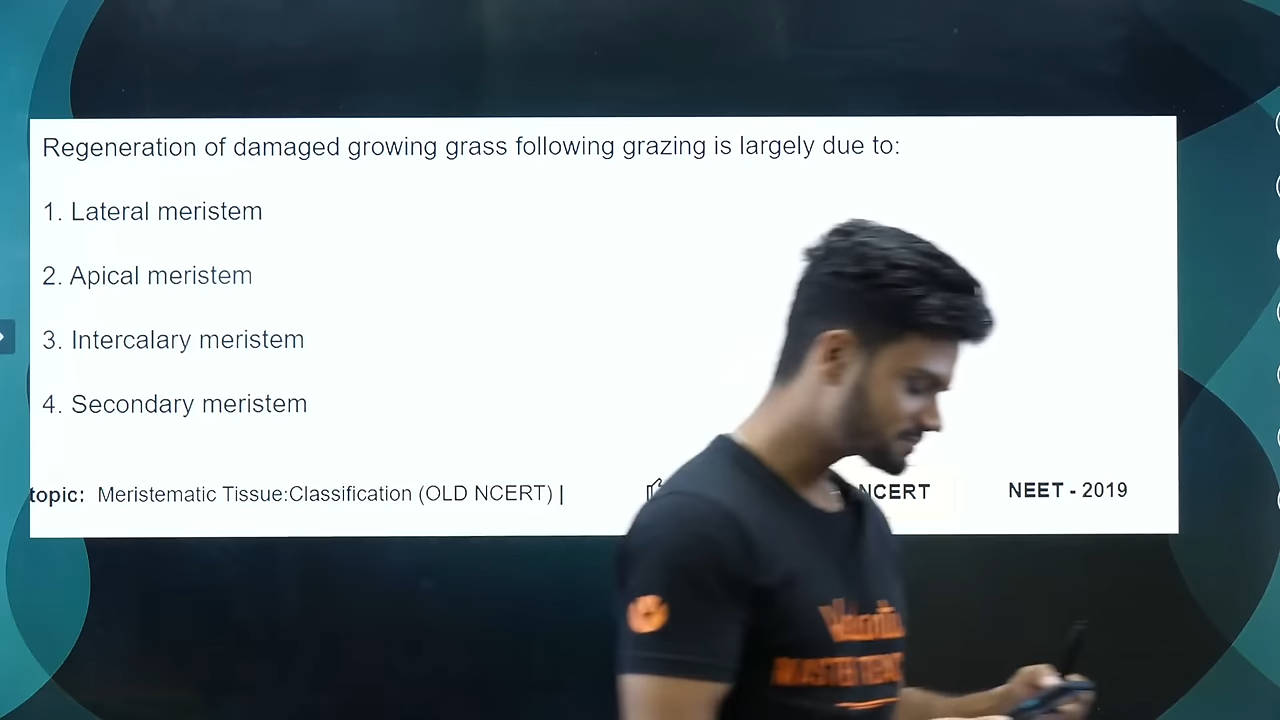 Regeneration of damaged growing grass following grazing is largely due to:
1. Lateral meristem
2. Apical meristem
3. Intercalary meristem
4. Secondary meristem
topic: Meristematic Tissue:Classification (OLD NCERT) | NCERT NEET - 2019